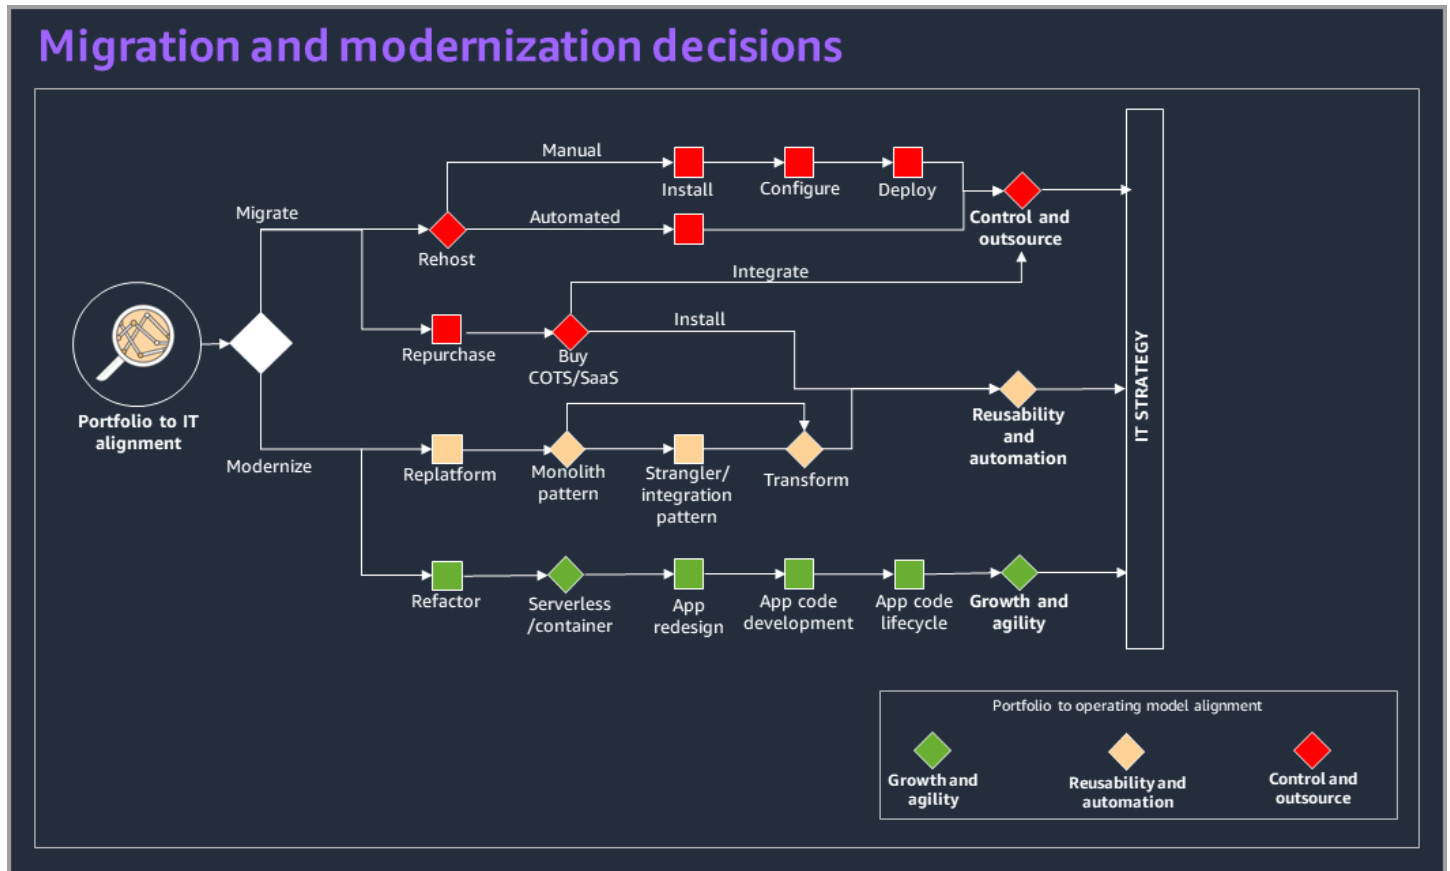 Migration and modernization decisions
Manual
Install
Configure
Deploy
Migrate
Automated
Control and
outsource
Rehost
Integrate
Install
Repurchase
Buy
COTS/SaaS
Portfolio to IT
alignment
Reusability
and
automation
IT STRATEGY
Modernize
Replatform
Monolith
pattern
Strangler/
integration
pattern
Transform
Refactor
Serverless
/container
App
redesign
App code
development
App code
lifecycle
Growth and
agility
Portfolio to operating model alignment
Growth and
agility
Reusability and
automation
Control and
outsource